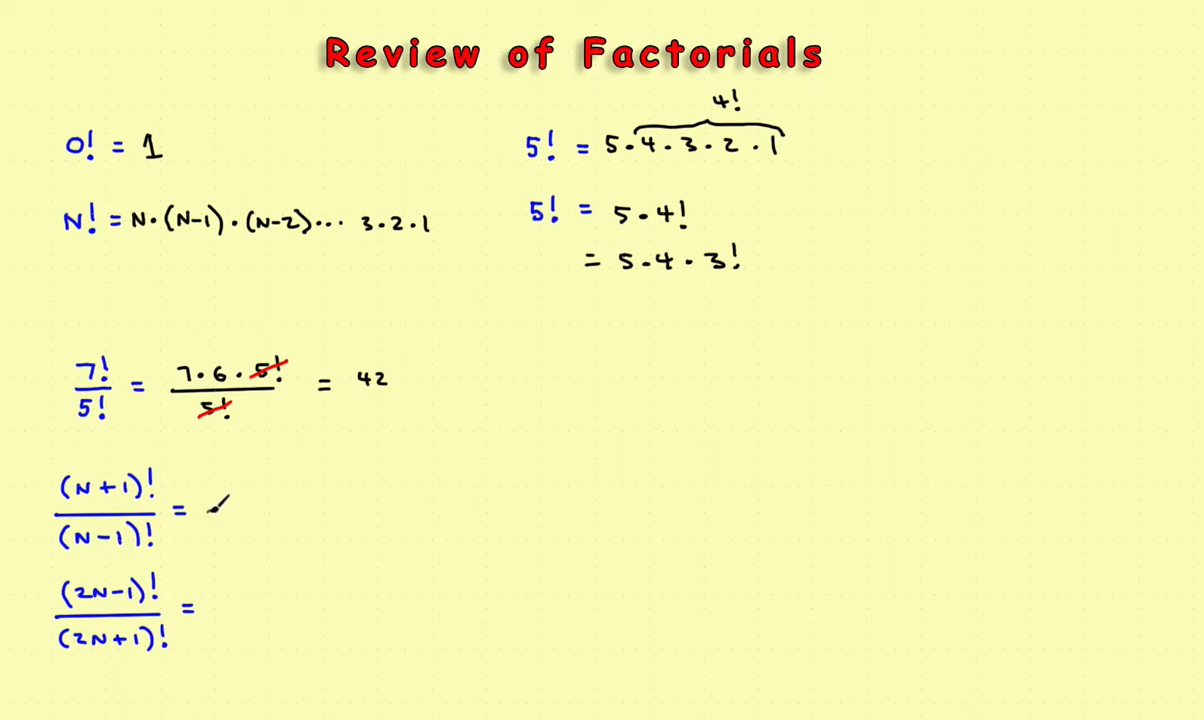 Review of Factorials
0! = 1
N! = N·(N-1)·(N-2)··· 3·2·1
4!
5! = 5·4·3·2·1
5! = 5·4!
= 5·4·3!
7!/5! = 7·6·5!/5! = 42
(N+1)!/(N-1)! =
(2N-1)!/(2N+1)! =